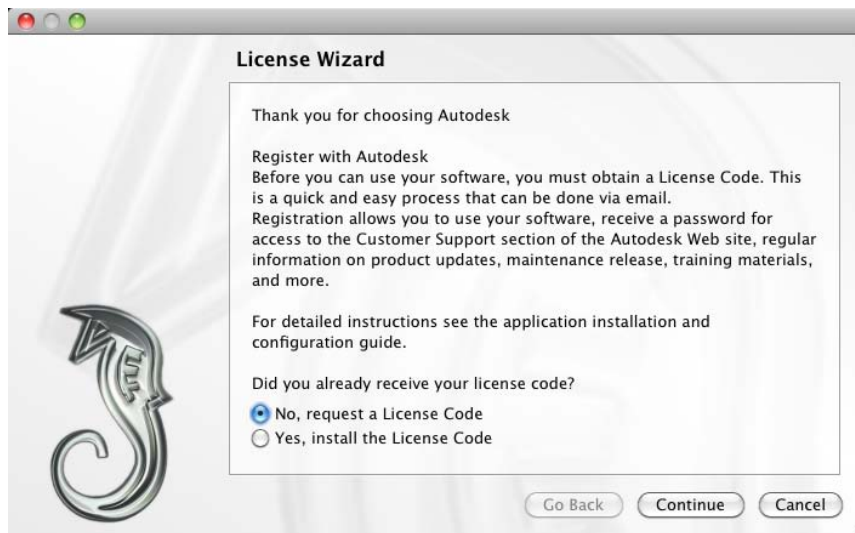 License Wizard
Thank you for choosing Autodesk
Register with Autodesk
Before you can use your software, you must obtain a License Code. This
is a quick and easy process that can be done via email.
Registration allows you to use your software, receive a password for
access to the Customer Support section of the Autodesk Web site, regular
information on product updates, maintenance release, training materials,
and more.
For detailed instructions see the application installation and
configuration guide.
Did you already receive your license code?
No, request a License Code
Yes, install the License Code
Go Back Continue Cancel